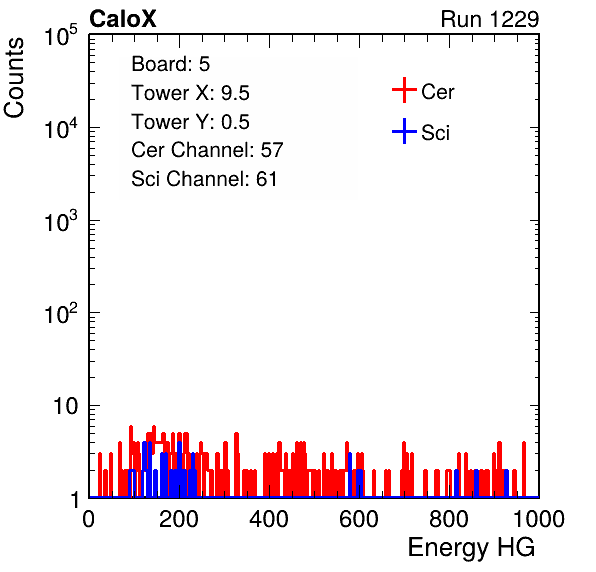 CaloX Run 1229
Counts
10^5
10^4
10^3
10^2
10
1
Board: 5
Tower X: 9.5
Tower Y: 0.5
Cer Channel: 57
Sci Channel: 61
Cer
Sci
0 200 400 600 800 1000
Energy HG